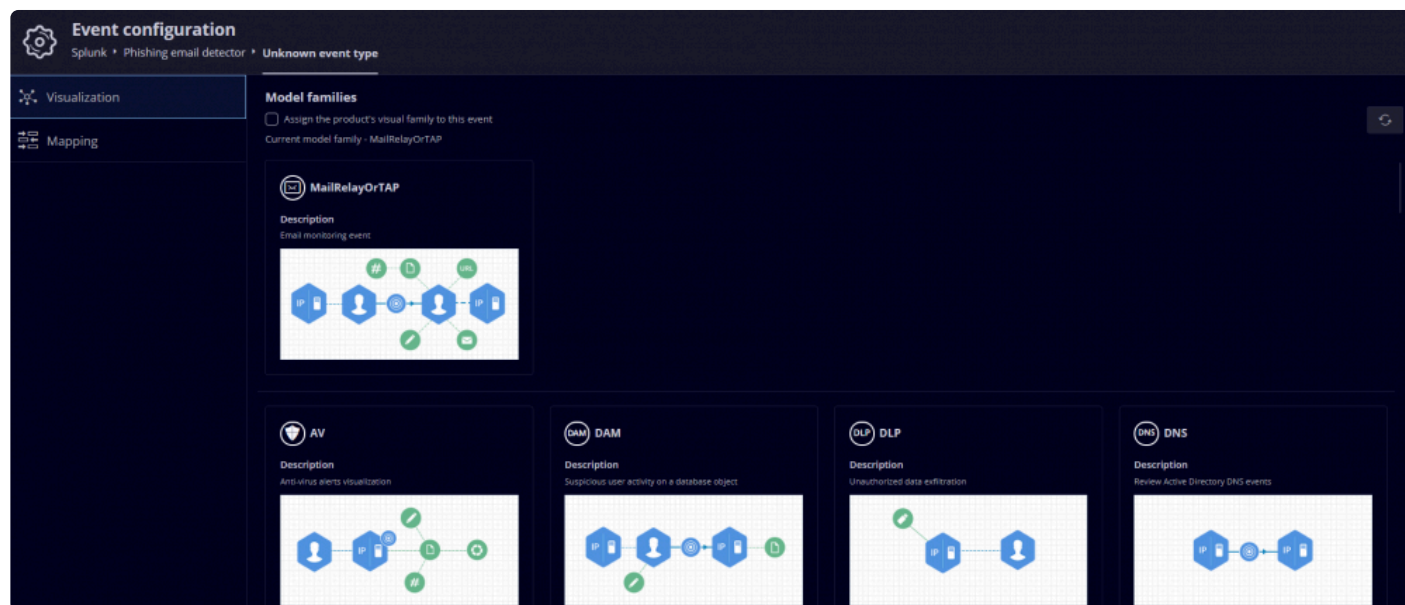 Event configuration
Splunk ‣ Phishing email detector ‣ Unknown event type
Visualization
Mapping
Model families
Assign the product's visual family to this event
Current model family - MailRelayOrTAP
MailRelayOrTAP
Description
Email monitoring event
# URL
IP IP
AV
Description
Anti-virus alerts visualization
IP
#
DAM DAM
Description
Suspicious user activity on a database object
IP IP
DLP DLP
Description
Unauthorized data exfiltration
IP
DNS DNS
Description
Review Active Directory DNS events
IP IP